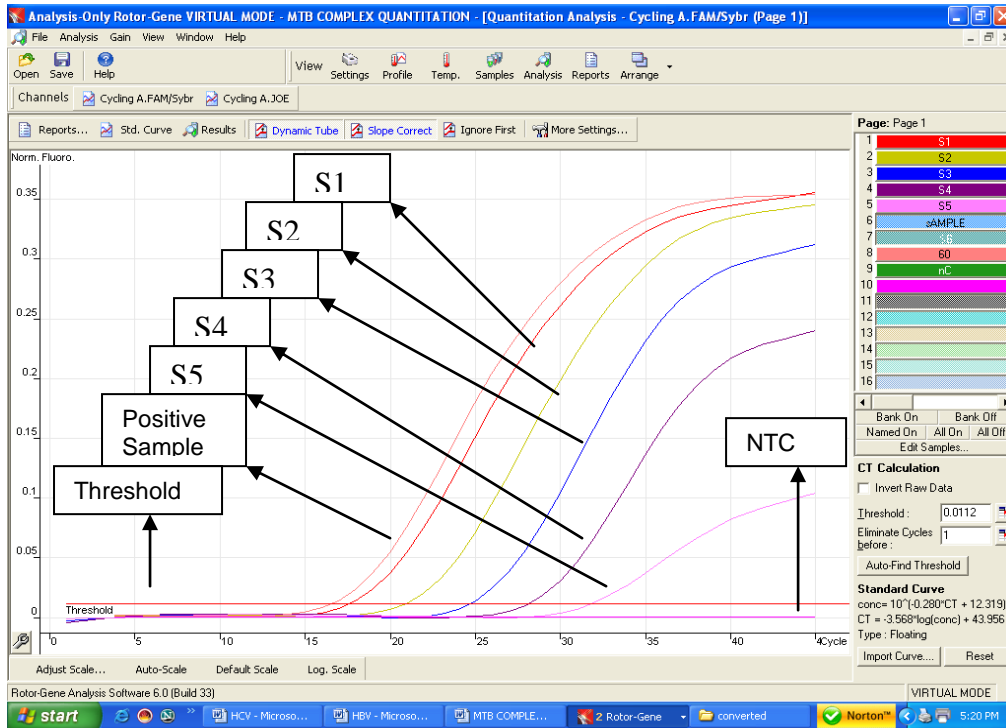 Analysis-Only Rotor-Gene VIRTUAL MODE - MTB COMPLEX QUANTITATION - [Quantitation Analysis - Cycling A.FAM/Sybr (Page 1)]
File Analysis Gain View Window Help
Open Save Help View Settings Profile Temp. Samples Analysis Reports Arrange
Channels Cycling A.FAM/Sybr Cycling A.JOE
Reports... Std. Curve Results Dynamic Tube Slope Correct Ignore First More Settings...
Norm. Fluoro.
0.35
0.3
0.25
0.2
0.15
0.1
0.05
0
S1
S2
S3
S4
S5
Positive
Sample
Threshold
NTC
Threshold
0 5 10 15 20 25 30 35 40 Cycle
Adjust Scale... Auto-Scale Default Scale Log. Scale
Page: Page 1
1 S1
2 S2
3 S3
4 S4
5 S5
6 sAMPLE
7 S6
8 60
9 nC
10
11
12
13
14
15
16
Bank On Bank Off
Named On All On All Off
Edit Samples...
CT Calculation
Invert Raw Data
Threshold : 0.0112
Eliminate Cycles
before : 1
Auto-Find Threshold
Standard Curve
conc= 10^(-0.280*CT + 12.319)
CT = -3.568*log(conc) + 43.956
Type : Floating
Import Curve.... Reset
Rotor-Gene Analysis Software 6.0 (Build 33) VIRTUAL MODE
start HCV - Microso... HBV - Microso... MTB COMPLE... 2 Rotor-Gene converted Norton™ 5:20 PM